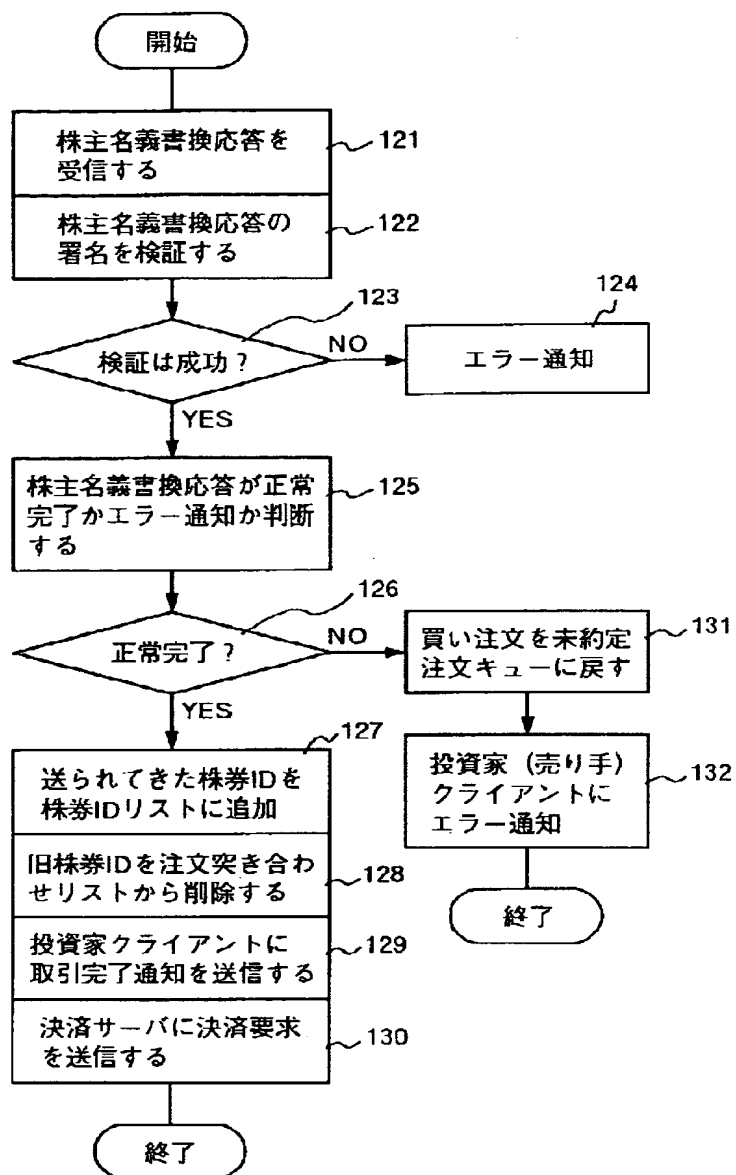 開始
株主名義書換応答を
受信する
121
株主名義書換応答の
署名を検証する
122
123
検証は成功？
NO
124
エラー通知
YES
株主名義書換応答が正常
完了かエラー通知か判断
する
125
126
正常完了？
NO
買い注文を未約定
注文キューに戻す
131
YES
127
送られてきた株券IDを
株券IDリストに追加
投資家（売り手）
クライアントに
エラー通知
132
旧株券IDを注文突き合わ
せリストから削除する
128
終了
投資家クライアントに
取引完了通知を送信する
129
決済サーバに決済要求
を送信する
130
終了